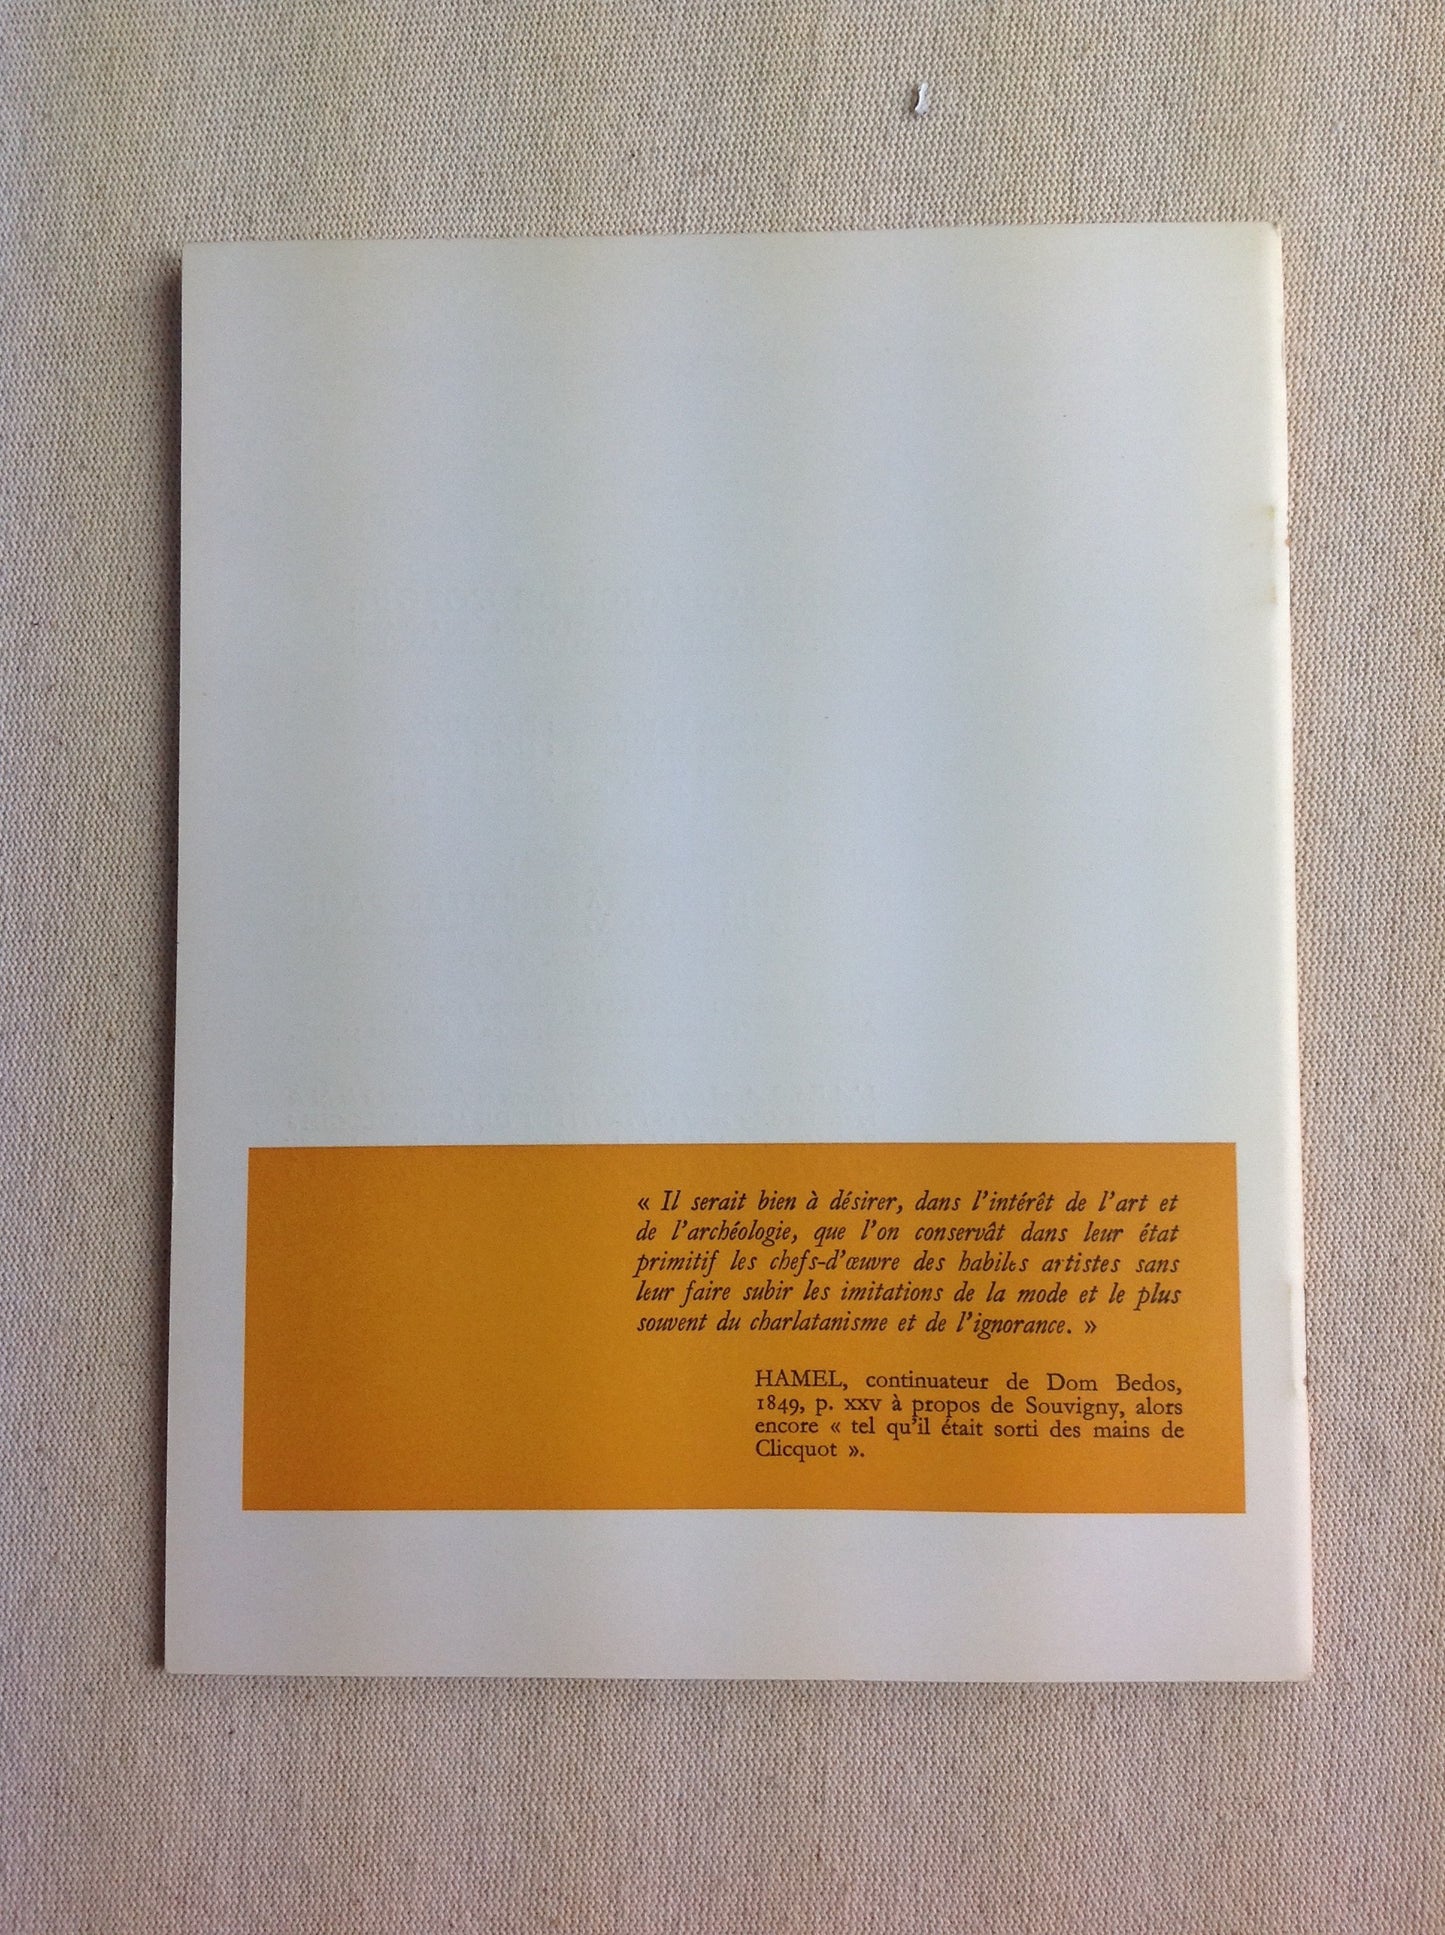 « Il serait bien à désirer, dans l'intérêt de l'art et
de l'archéologie, que l'on conservât dans leur état
primitif les chefs-d'œuvre des habiles artistes sans
leur faire subir les imitations de la mode et le plus
souvent du charlatanisme et de l'ignorance. »
HAMEL, continuateur de Dom Bedos,
1849, p. xxv à propos de Souvigny, alors
encore « tel qu'il était sorti des mains de
Clicquot ».